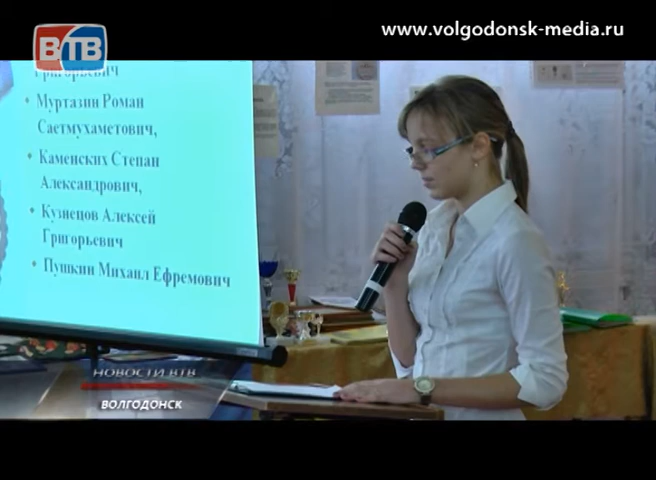 www.volgodonsk-media.ru
ВТВ
Григорьевич
• Муртазин Роман
Саетмухаметович,
• Каменских Степан
Александрович,
• Кузнецов Алексей
Григорьевич
• Пушкин Михаил Ефремович
НОВОСТИ ВТВ
ВОЛГОДОНСК